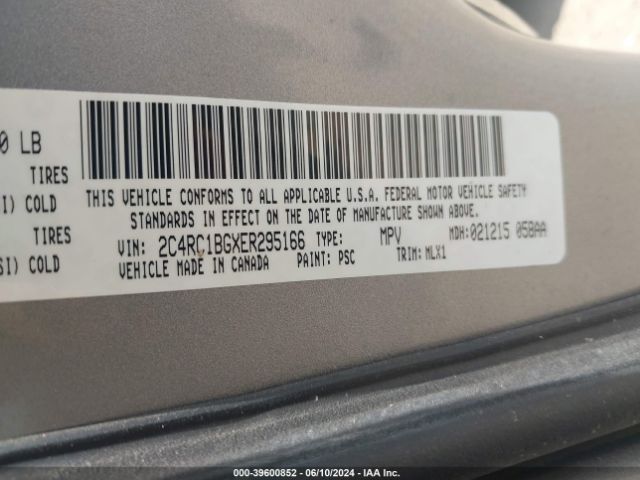 0 LB
TIRES
I) COLD
TIRES
SI) COLD
THIS VEHICLE CONFORMS TO ALL APPLICABLE U.S.A. FEDERAL MOTOR VEHICLE SAFETY
STANDARDS IN EFFECT ON THE DATE OF MANUFACTURE SHOWN ABOVE.
VIN: 2C4RC1BGXER295166 TYPE: MPV MDH: 021215 058AA
VEHICLE MADE IN CANADA PAINT: PSC TRIM: MLX1
000-39600852 / 06/10/2024 / IAA Inc.